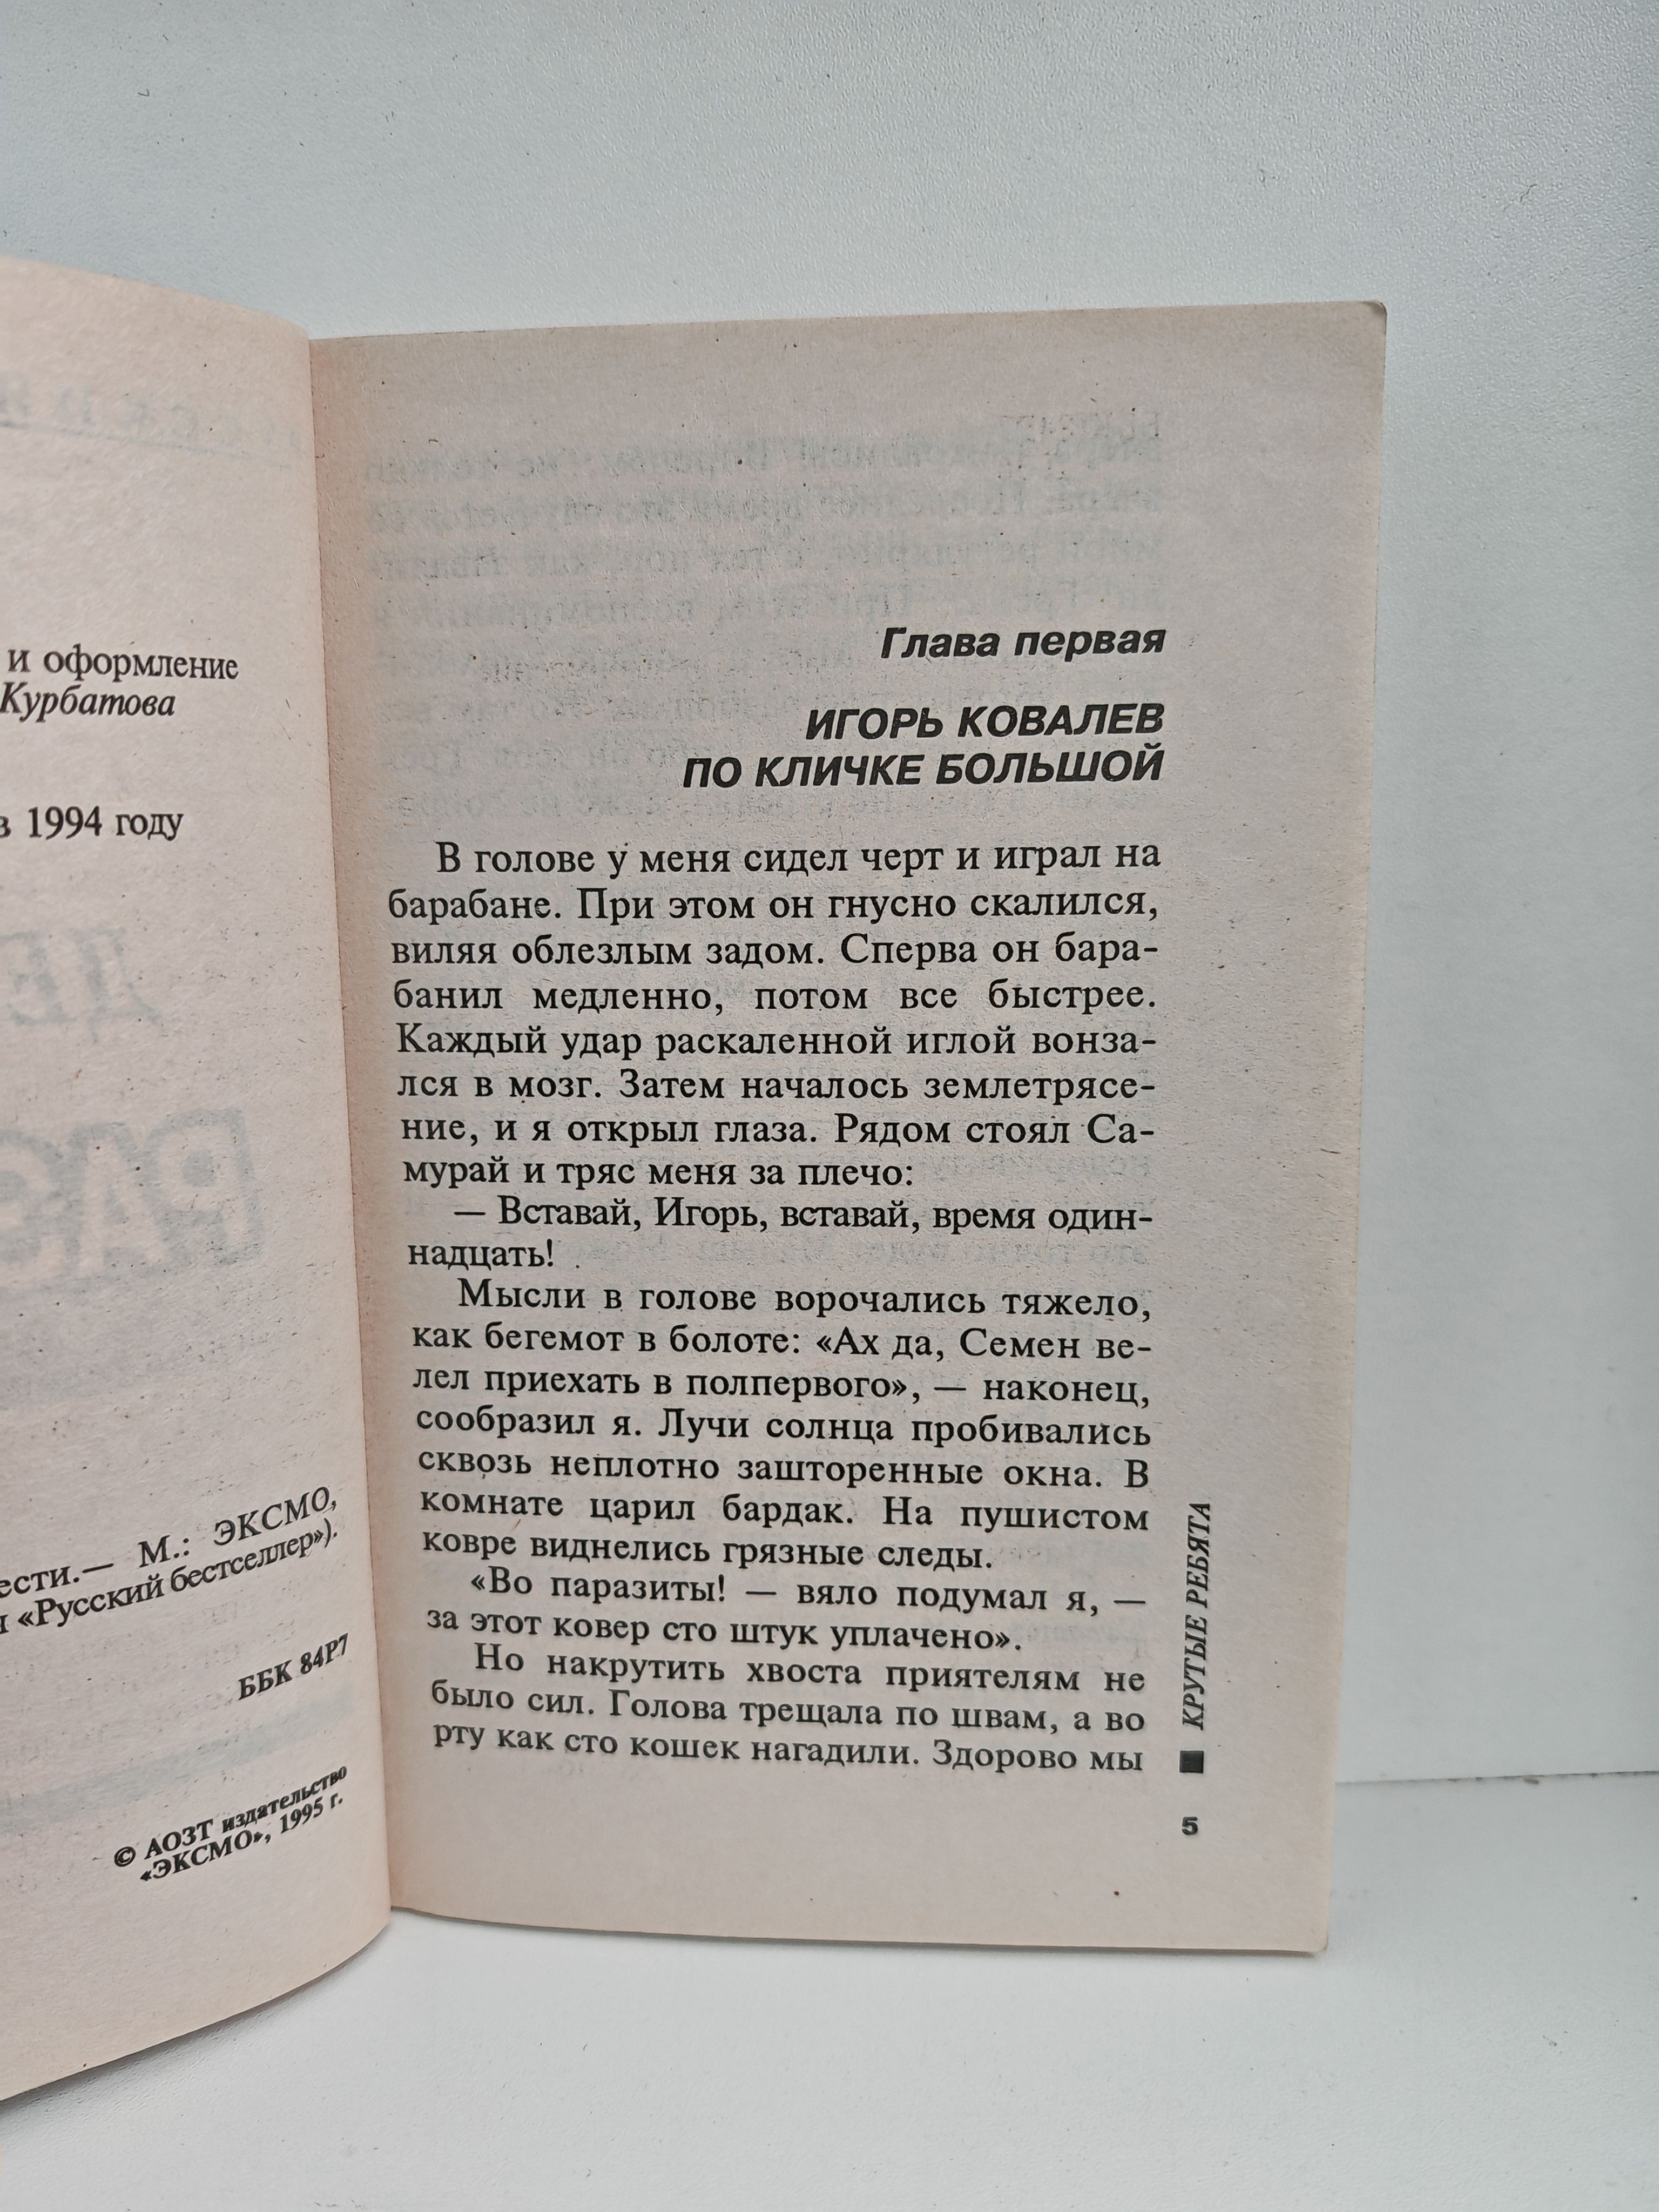 и оформление
Курбатова
в 1994 году
ести.— М.: ЭКСМО,
«Русский бестселлер»).
ББК 84Р7
© АОЗТ издательство
«ЭКСМО», 1995 г.
Глава первая
ИГОРЬ КОВАЛЕВ
ПО КЛИЧКЕ БОЛЬШОЙ
В голове у меня сидел черт и играл на
барабане. При этом он гнусно скалился,
виляя облезлым задом. Сперва он бара-
банил медленно, потом все быстрее.
Каждый удар раскаленной иглой вонза-
лся в мозг. Затем началось землетрясе-
ние, и я открыл глаза. Рядом стоял Са-
мурай и тряс меня за плечо:
— Вставай, Игорь, вставай, время один-
надцать!
Мысли в голове ворочались тяжело,
как бегемот в болоте: «Ах да, Семен ве-
лел приехать в полпервого», — наконец,
сообразил я. Лучи солнца пробивались
сквозь неплотно зашторенные окна. В
комнате царил бардак. На пушистом
ковре виднелись грязные следы.
«Во паразиты! — вяло подумал я, —
за этот ковер сто штук уплачено».
Но накрутить хвоста приятелям не
было сил. Голова трещала по швам, а во
рту как сто кошек нагадили. Здорово мы
КРУТЫЕ РЕБЯТА
5